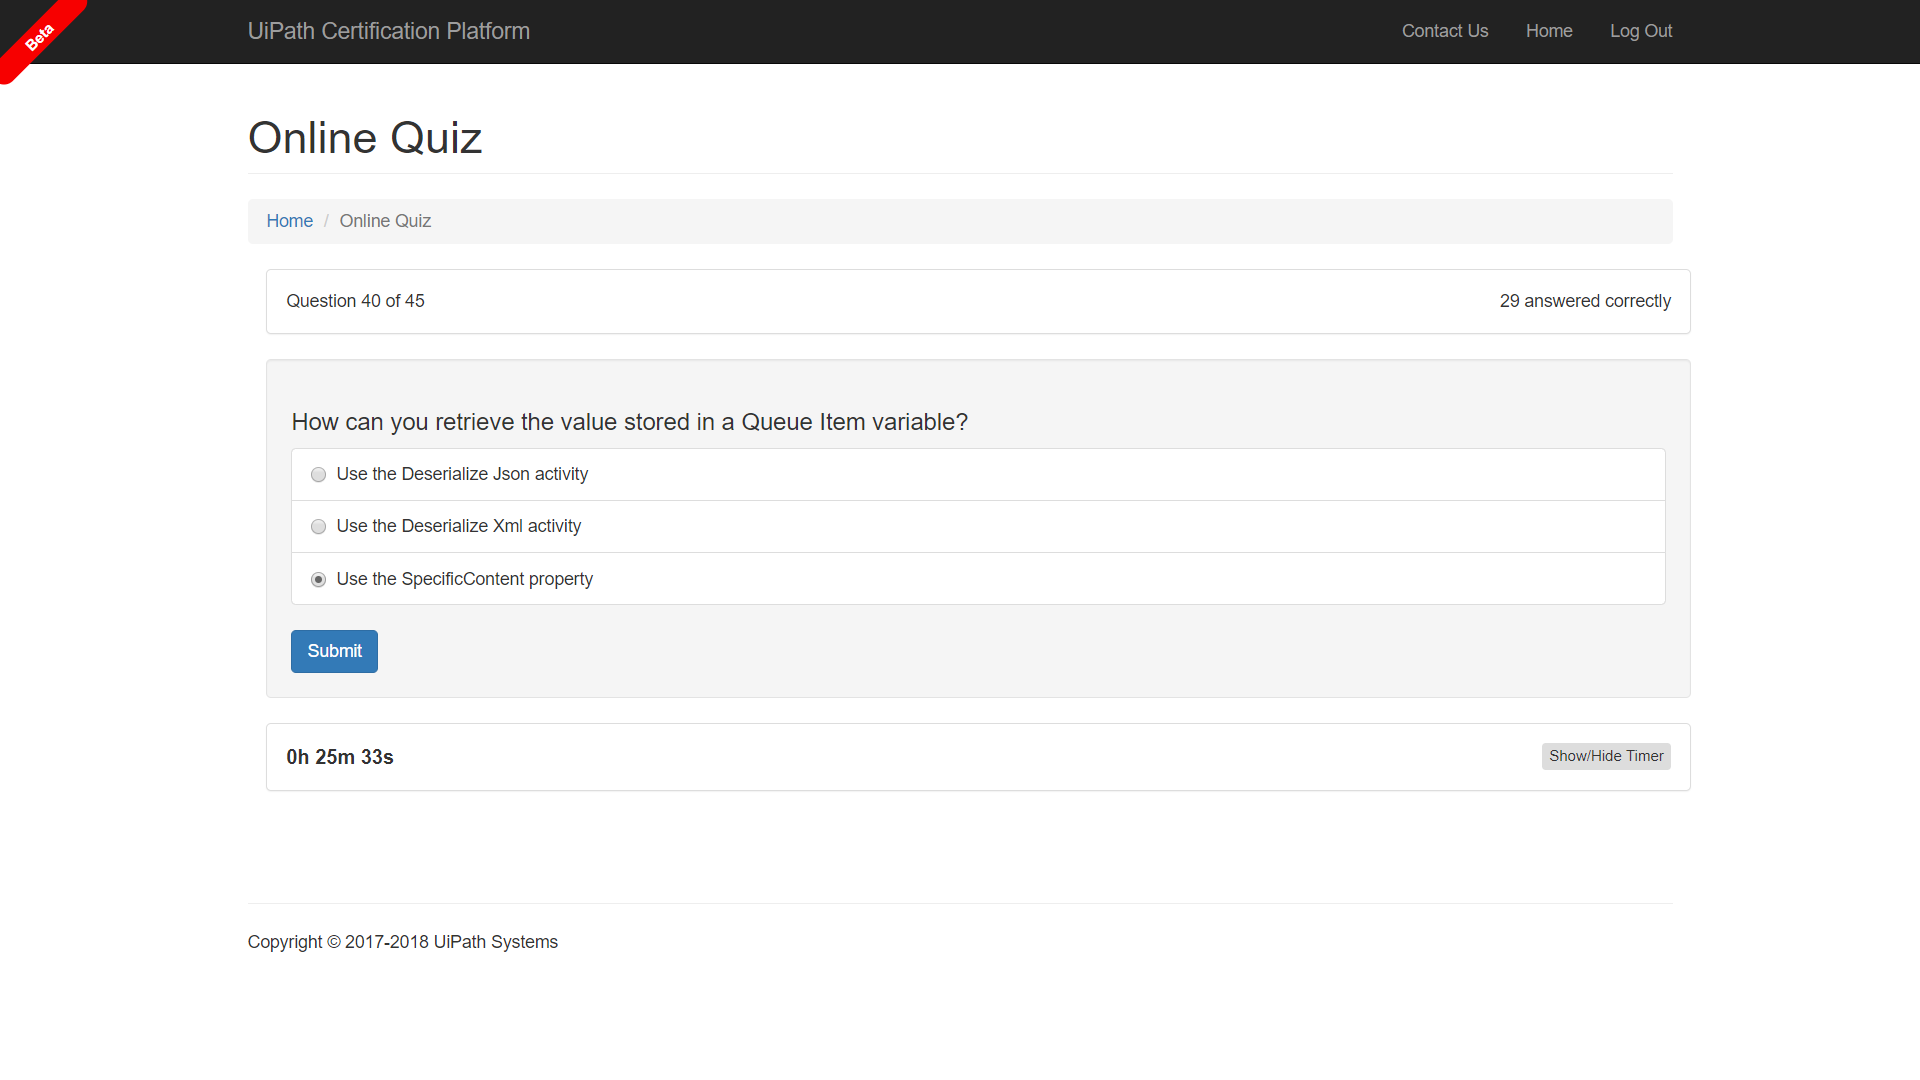 Beta
UiPath Certification Platform
Contact Us Home Log Out
Online Quiz
Home / Online Quiz
Question 40 of 45 29 answered correctly
How can you retrieve the value stored in a Queue Item variable?
Use the Deserialize Json activity
Use the Deserialize Xml activity
Use the SpecificContent property
Submit
0h 25m 33s Show/Hide Timer
Copyright © 2017-2018 UiPath Systems